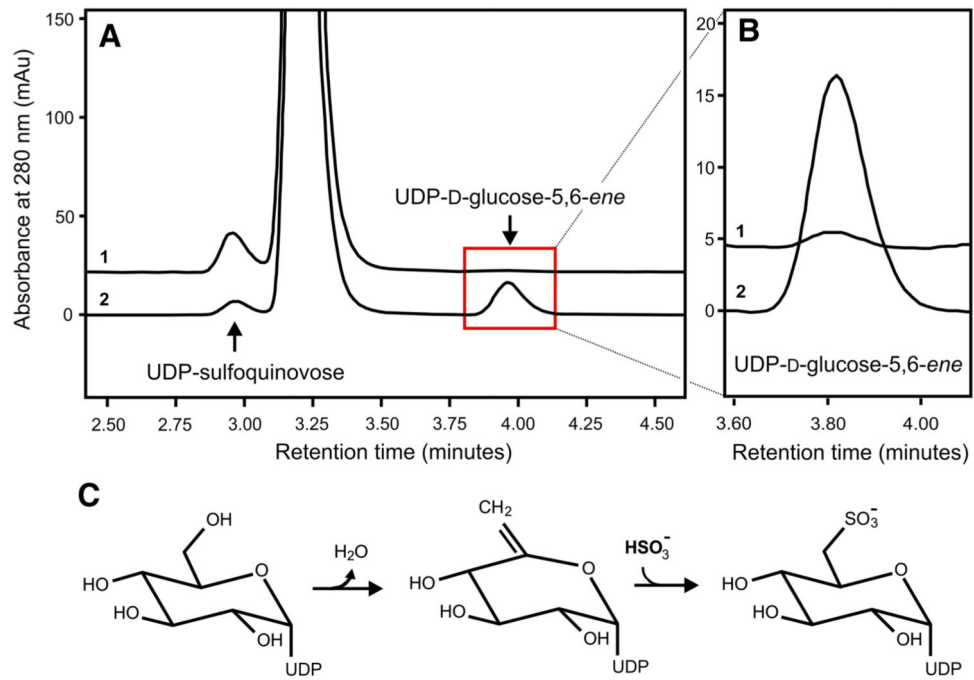 A
B
150
100
50
0
Absorbance at 280 nm (mAu)
1
2
UDP-D-glucose-5,6-ene
UDP-sulfoquinovose
2.50 2.75 3.00 3.25 3.50 3.75 4.00 4.25 4.50
Retention time (minutes)
20
15
10
5
0
1
2
UDP-D-glucose-5,6-ene
3.60 3.80 4.00
Retention time (minutes)
C
OH
HO
HO
O
OH
UDP
H₂O
CH₂
HO
HO
O
OH
UDP
HSO₃⁻
SO₃⁻
HO
HO
O
OH
UDP